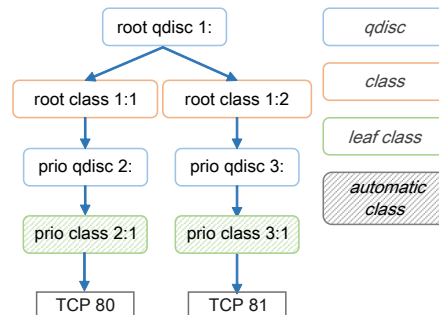 root qdisc 1:
qdisc
root class 1:1
root class 1:2
class
prio qdisc 2:
prio qdisc 3:
leaf class
prio class 2:1
prio class 3:1
automatic
class
TCP 80
TCP 81